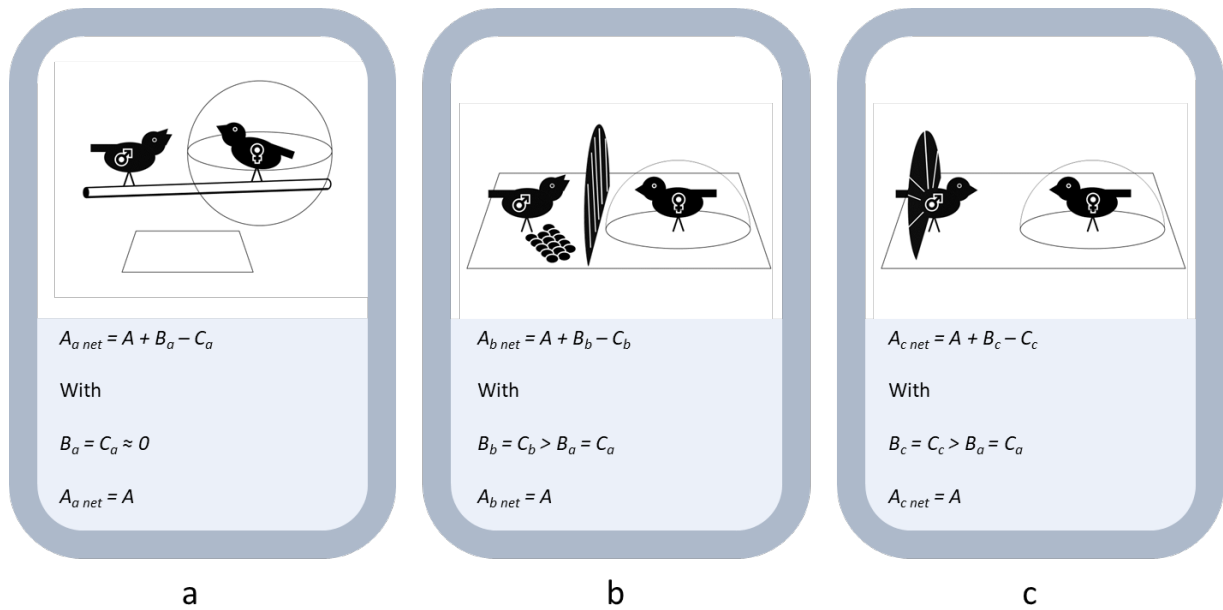 A_a net = A + B_a – C_a
With
B_a = C_a ≈ 0
A_a net = A
a
A_b net = A + B_b – C_b
With
B_b = C_b > B_a = C_a
A_b net = A
b
A_c net = A + B_c – C_c
With
B_c = C_c > B_a = C_a
A_c net = A
c